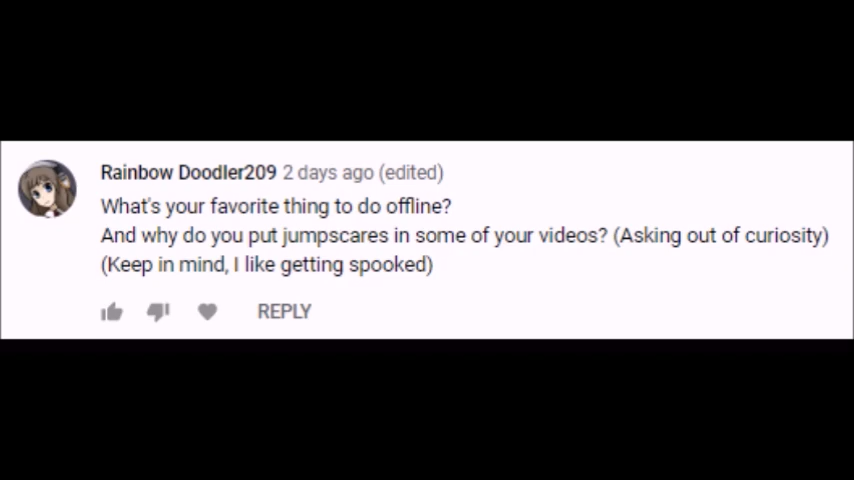 Rainbow Doodler209 2 days ago (edited)
What's your favorite thing to do offline?
And why do you put jumpscares in some of your videos? (Asking out of curiosity)
(Keep in mind, I like getting spooked)
REPLY